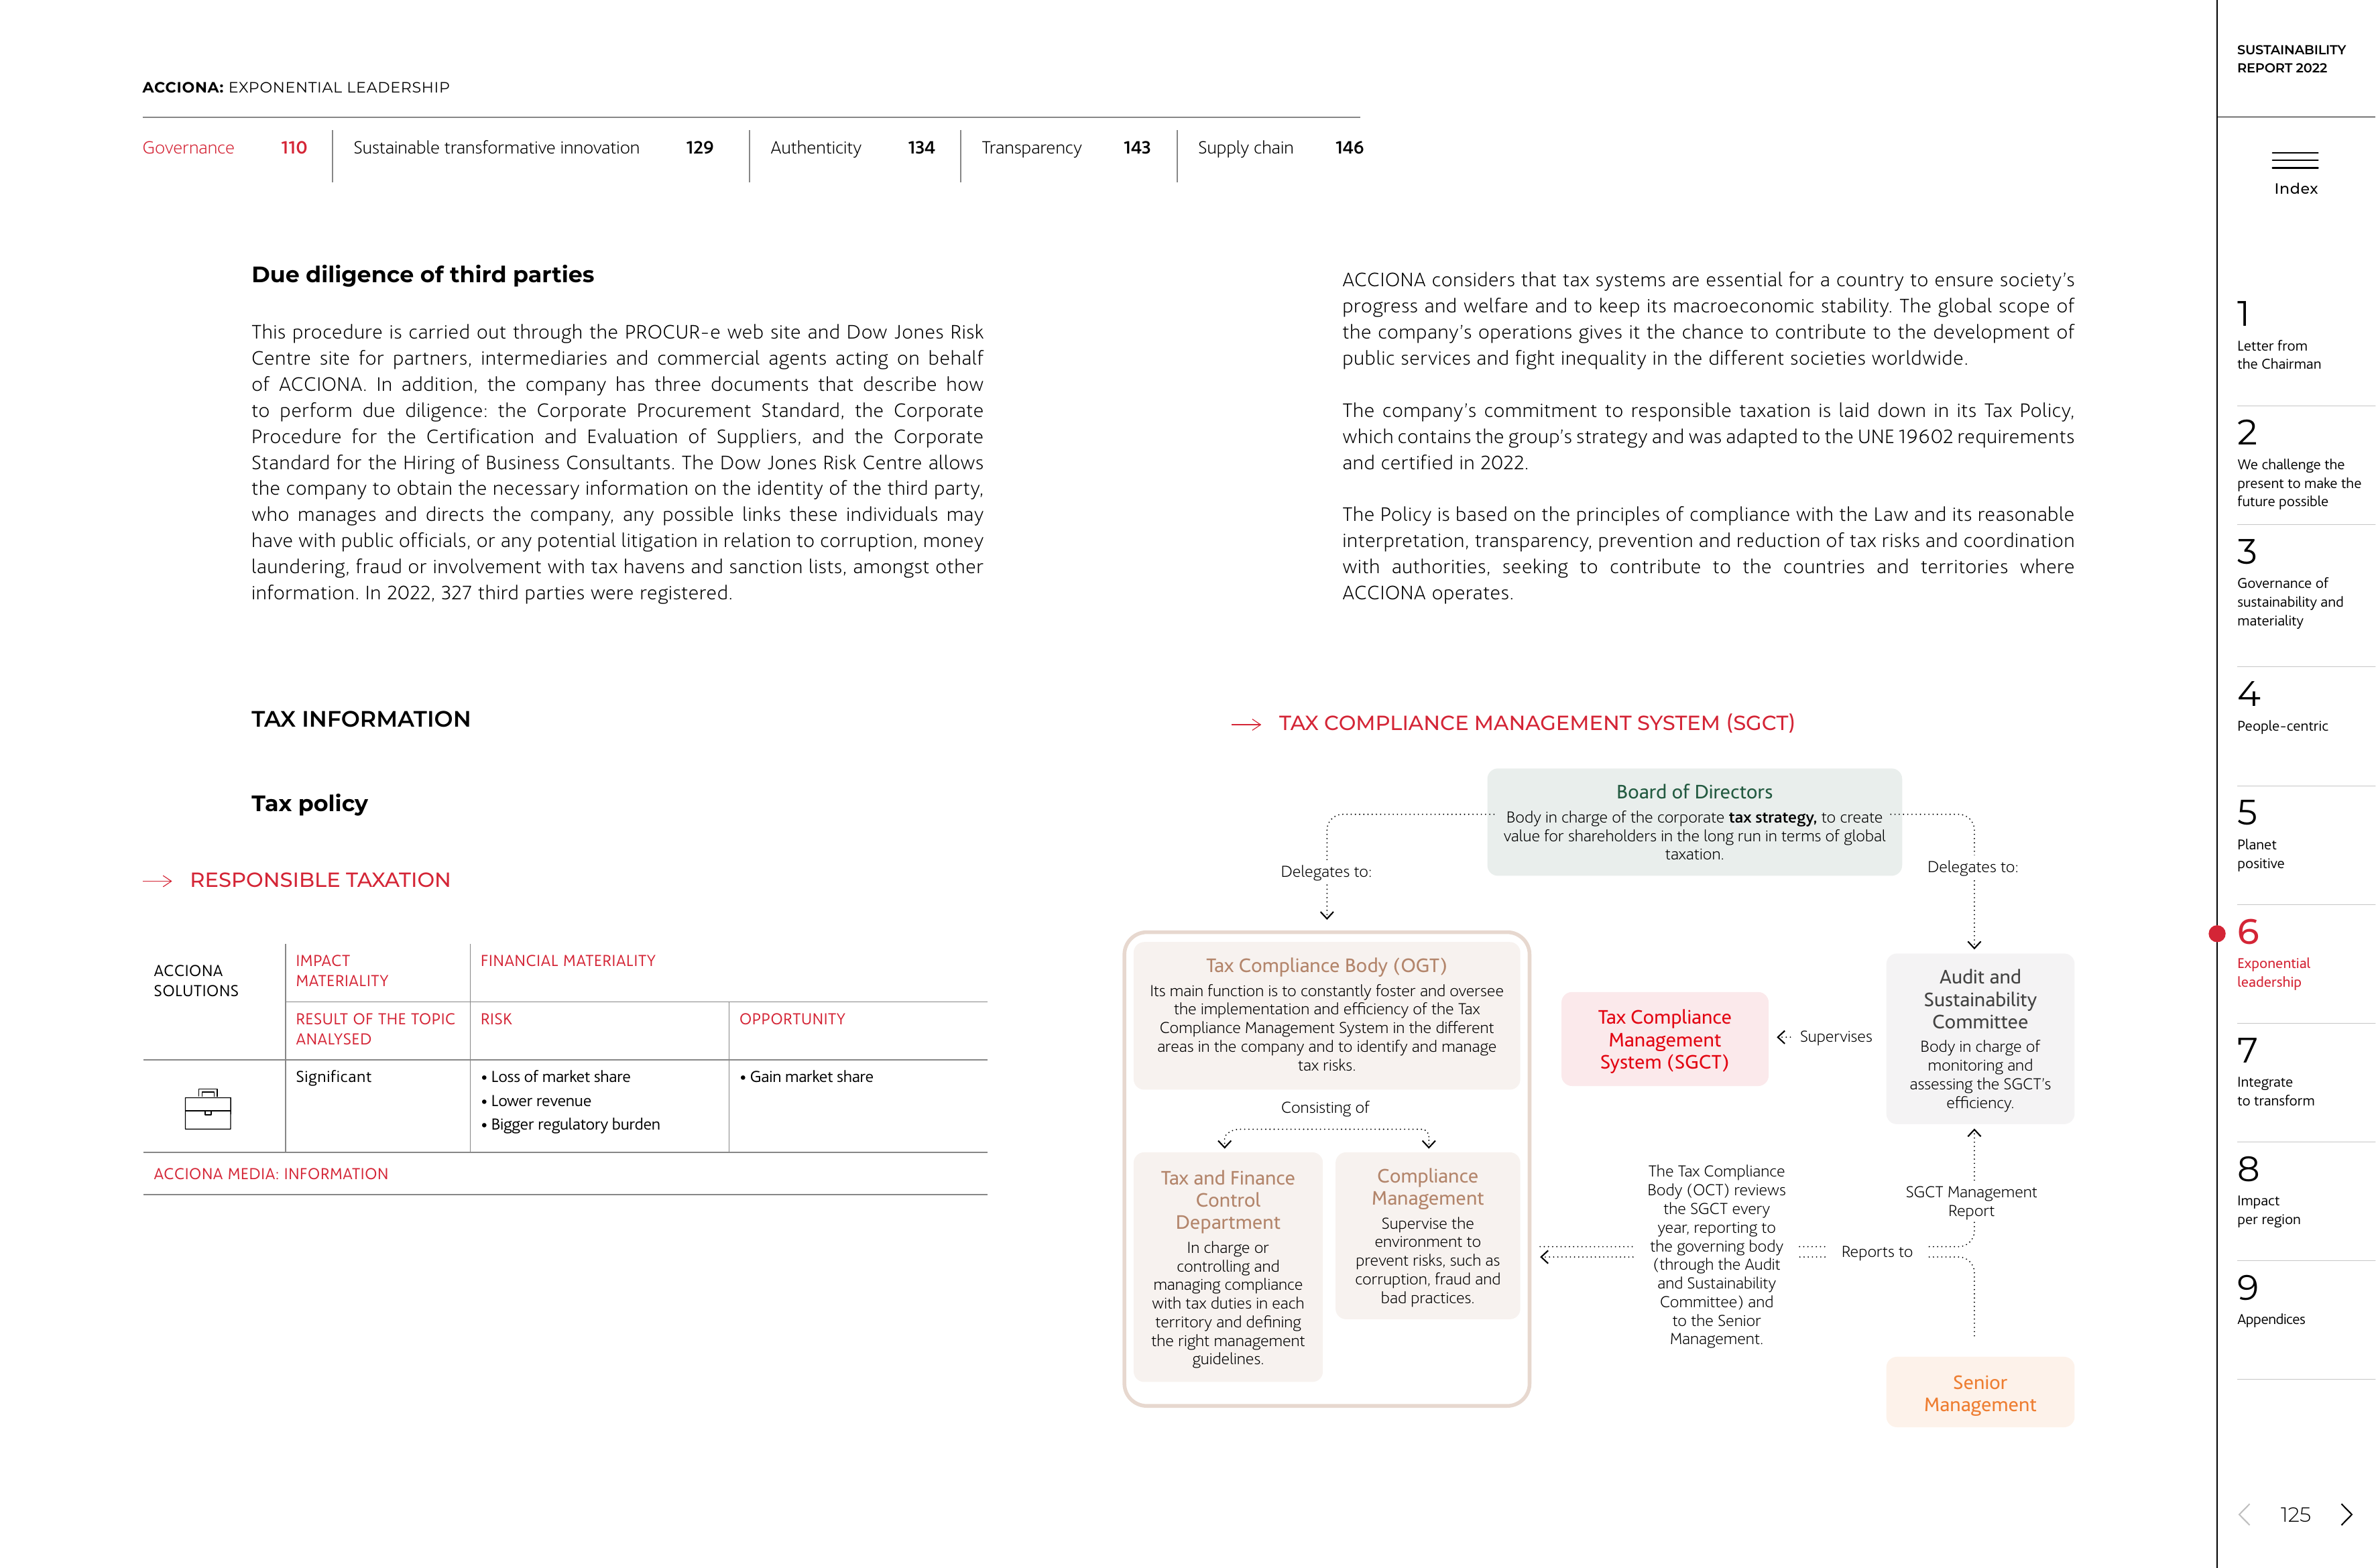 ACCIONA: EXPONENTIAL LEADERSHIP
Governance 110
Sustainable transformative innovation 129
Authenticity 134
Transparency 143
Supply chain 146
Due diligence of third parties
This procedure is carried out through the PROCUR-e web site and Dow Jones Risk
Centre site for partners, intermediaries and commercial agents acting on behalf
of ACCIONA. In addition, the company has three documents that describe how
to perform due diligence: the Corporate Procurement Standard, the Corporate
Procedure for the Certification and Evaluation of Suppliers, and the Corporate
Standard for the Hiring of Business Consultants. The Dow Jones Risk Centre allows
the company to obtain the necessary information on the identity of the third party,
who manages and directs the company, any possible links these individuals may
have with public officials, or any potential litigation in relation to corruption, money
laundering, fraud or involvement with tax havens and sanction lists, amongst other
information. In 2022, 327 third parties were registered.
TAX INFORMATION
Tax policy
RESPONSIBLE TAXATION
ACCIONA
SOLUTIONS
IMPACT
MATERIALITY
FINANCIAL MATERIALITY
RESULT OF THE TOPIC
ANALYSED
RISK
OPPORTUNITY
Significant
• Loss of market share
• Lower revenue
• Bigger regulatory burden
• Gain market share
ACCIONA MEDIA: INFORMATION
ACCIONA considers that tax systems are essential for a country to ensure society's
progress and welfare and to keep its macroeconomic stability. The global scope of
the company's operations gives it the chance to contribute to the development of
public services and fight inequality in the different societies worldwide.
The company's commitment to responsible taxation is laid down in its Tax Policy,
which contains the group's strategy and was adapted to the UNE 19602 requirements
and certified in 2022.
The Policy is based on the principles of compliance with the Law and its reasonable
interpretation, transparency, prevention and reduction of tax risks and coordination
with authorities, seeking to contribute to the countries and territories where
ACCIONA operates.
TAX COMPLIANCE MANAGEMENT SYSTEM (SGCT)
Board of Directors
Body in charge of the corporate tax strategy, to create
value for shareholders in the long run in terms of global
taxation.
Delegates to:
Delegates to:
Tax Compliance Body (OGT)
Its main function is to constantly foster and oversee
the implementation and efficiency of the Tax
Compliance Management System in the different
areas in the company and to identify and manage
tax risks.
Consisting of
Tax and Finance
Control
Department
In charge or
controlling and
managing compliance
with tax duties in each
territory and defining
the right management
guidelines.
Compliance
Management
Supervise the
environment to
prevent risks, such as
corruption, fraud and
bad practices.
Tax Compliance
Management
System (SGCT)
Supervises
Audit and
Sustainability
Committee
Body in charge of
monitoring and
assessing the SGCT's
efficiency.
The Tax Compliance
Body (OCT) reviews
the SGCT every
year, reporting to
the governing body
(through the Audit
and Sustainability
Committee) and
to the Senior
Management.
Reports to
SGCT Management
Report
Senior
Management
SUSTAINABILITY
REPORT 2022
Index
1
Letter from
the Chairman
2
We challenge the
present to make the
future possible
3
Governance of
sustainability and
materiality
4
People-centric
5
Planet
positive
6
Exponential
leadership
7
Integrate
to transform
8
Impact
per region
9
Appendices
125